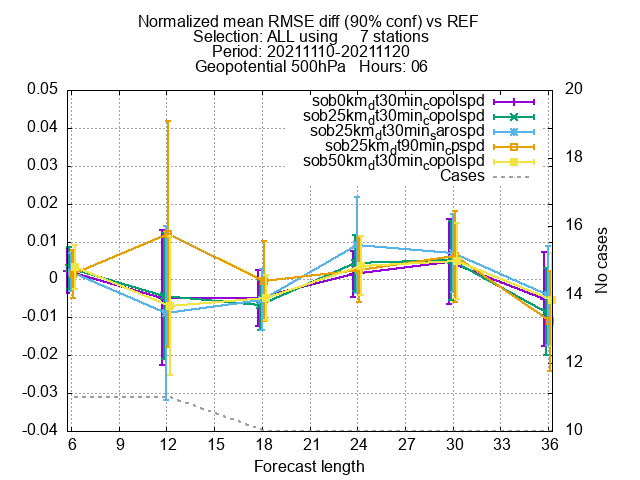 Normalized mean RMSE diff (90% conf) vs REF
Selection: ALL using 7 stations
Period: 20211110-20211120
Geopotential 500hPa Hours: 06
sob0km_dt30min_copolspd
sob25km_dt30min_copolspd
sob25km_dt30min_sarospd
sob25km_dt90min_cpspd
sob50km_dt30min_copolspd
Cases
0.05
0.04
0.03
0.02
0.01
0
-0.01
-0.02
-0.03
-0.04
20
18
16
14
12
10
No cases
6 9 12 15 18 21 24 27 30 33 36
Forecast length